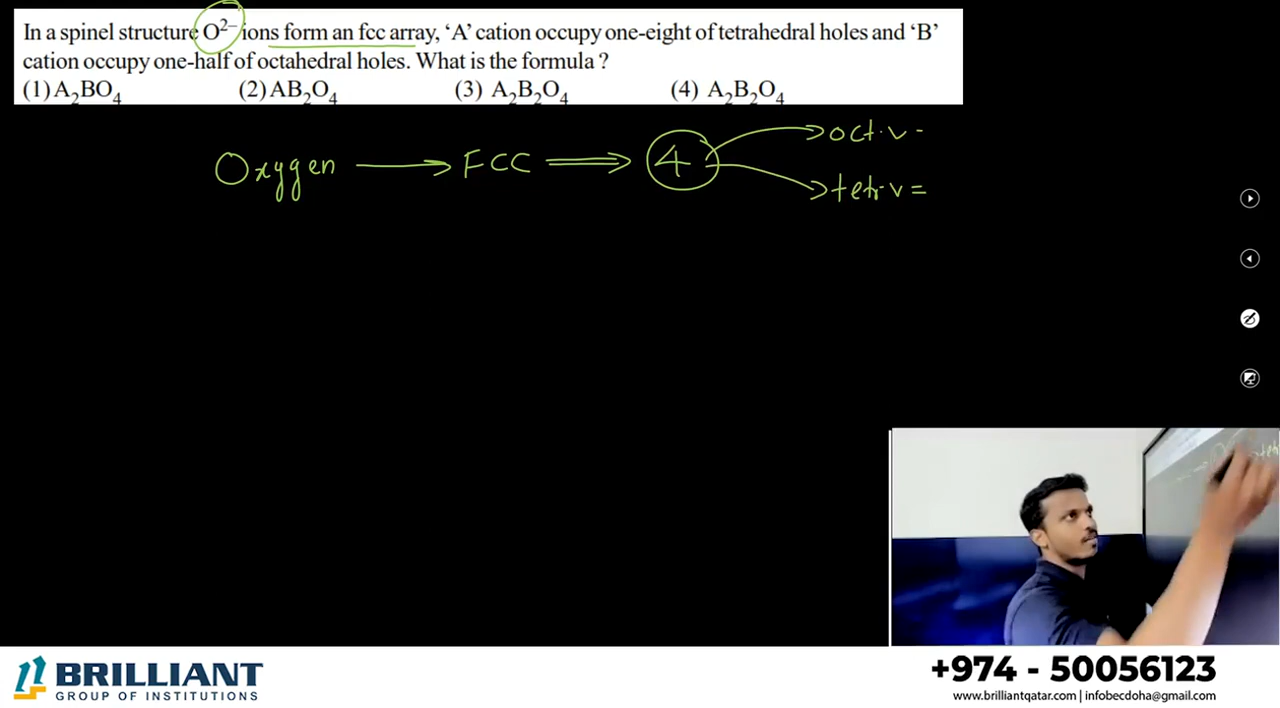 In a spinel structure O²⁻ ions form an fcc array, ‘A’ cation occupy one-eight of tetrahedral holes and ‘B’
cation occupy one-half of octahedral holes. What is the formula ?
(1) A₂BO₄ (2) AB₂O₄ (3) A₂B₂O₄ (4) A₂B₂O₄
Oxygen → FCC ⇒ 4 → oct.v -
→ tetr.v =
BRILLIANT
GROUP OF INSTITUTIONS
+974 - 50056123
www.brilliantqatar.com | infobecdoha@gmail.com